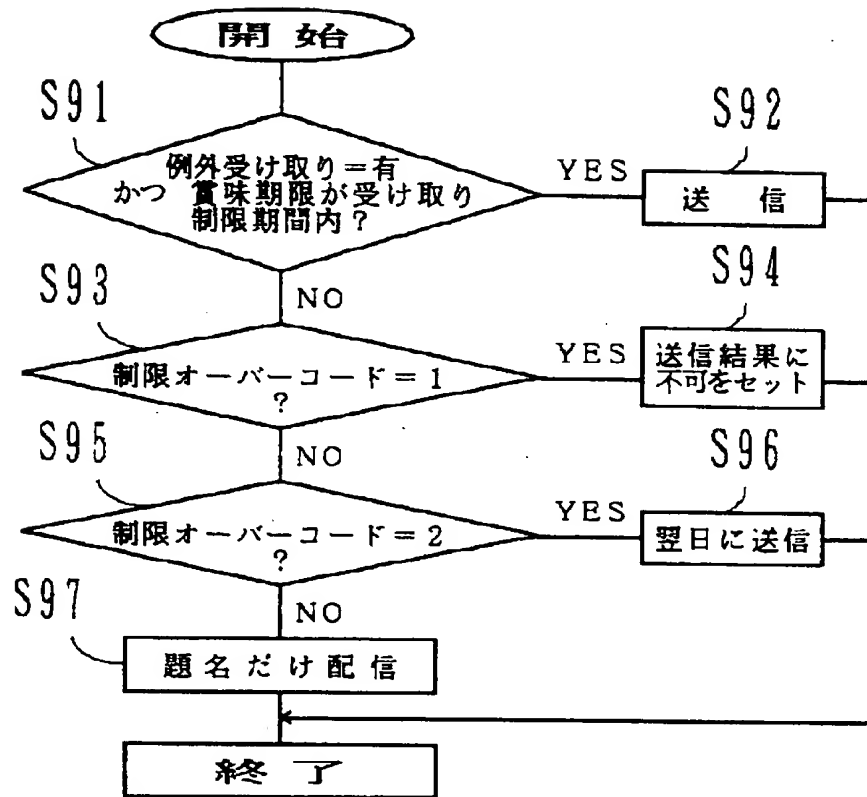 開始
S91
例外受け取り＝有
かつ 賞味期限が受け取り
制限期間内？
YES
S92
送信
NO
S93
制限オーバーコード＝1
？
YES
S94
送信結果に
不可をセット
NO
S95
制限オーバーコード＝2
？
YES
S96
翌日に送信
NO
S97
題名だけ配信
終了